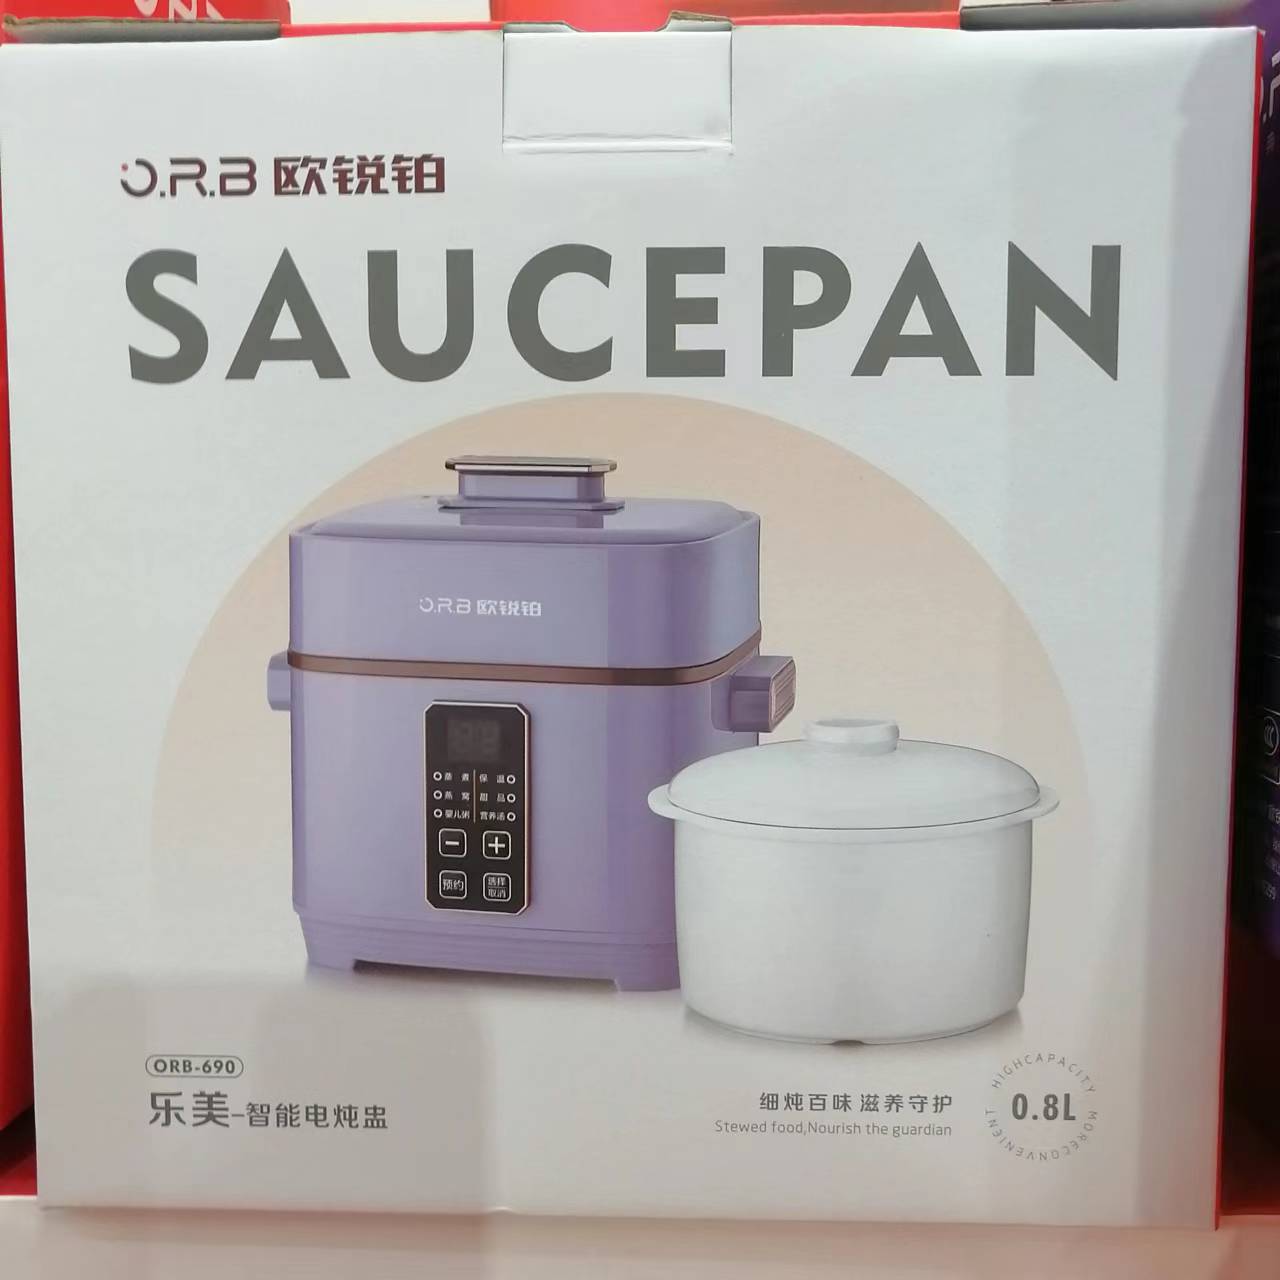 O.R.B 欧锐铂
SAUCEPAN
O.R.B 欧锐铂
蒸煮 保温
燕窝 甜品
婴儿粥 营养汤
− +
预约 选择
取消
ORB-690
乐美-智能电炖盅
细炖百味 滋养守护
Stewed food,Nourish the guardian
HIGHCAPACITY
0.8L
MORECONVENIENT